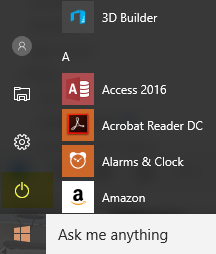 3D Builder
A
Access 2016
Acrobat Reader DC
Alarms & Clock
Amazon
Ask me anything